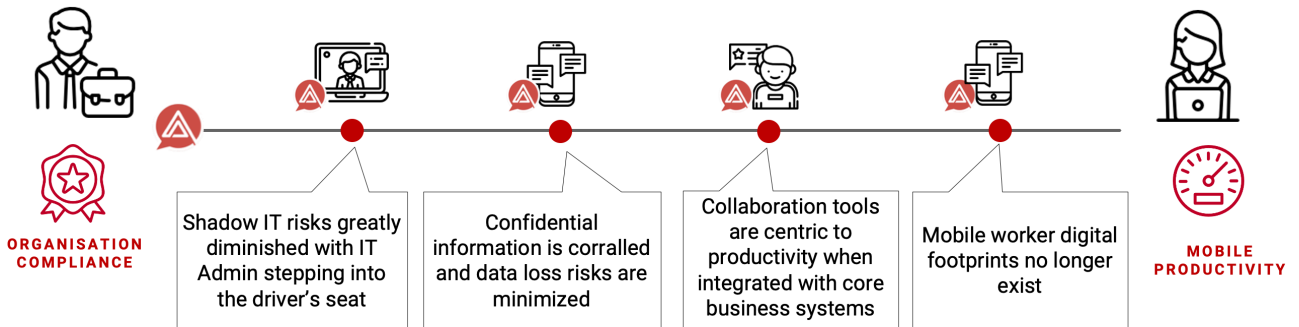 ORGANISATION
COMPLIANCE
Shadow IT risks greatly
diminished with IT
Admin stepping into
the driver's seat
Confidential
information is corralled
and data loss risks are
minimized
Collaboration tools
are centric to
productivity when
integrated with core
business systems
Mobile worker digital
footprints no longer
exist
MOBILE
PRODUCTIVITY